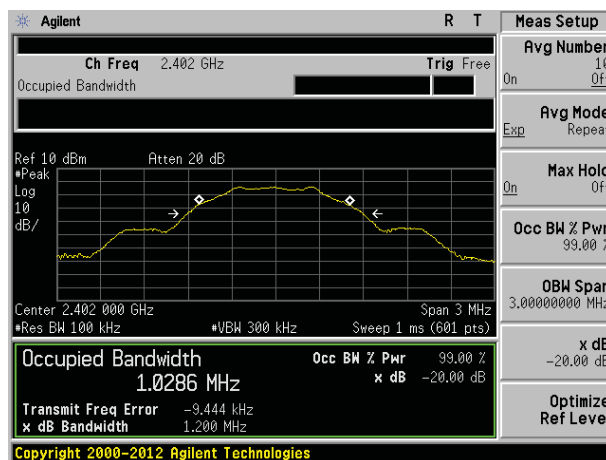 Agilent R T Meas Setup
Avg Number
On
Ch Freq 2.402 GHz Trig Free
Occupied Bandwidth
Avg Mode
Exp
Ref 10 dBm Atten 20 dB
#Peak
Log
10
dB/
Max Hold
On
Occ BW % Pwr
99.00 %
OBW Span
3.00000000 MHz
Center 2.402 000 GHz Span 3 MHz
#Res BW 100 kHz #VBW 300 kHz Sweep 1 ms (601 pts)
x dB
-20.00 dB
Optimize
Ref Level
Occupied Bandwidth
1.0286 MHz
Occ BW % Pwr 99.00 %
x dB -20.00 dB
Transmit Freq Error -9.444 kHz
x dB Bandwidth 1.200 MHz
Copyright 2000-2012 Agilent Technologies